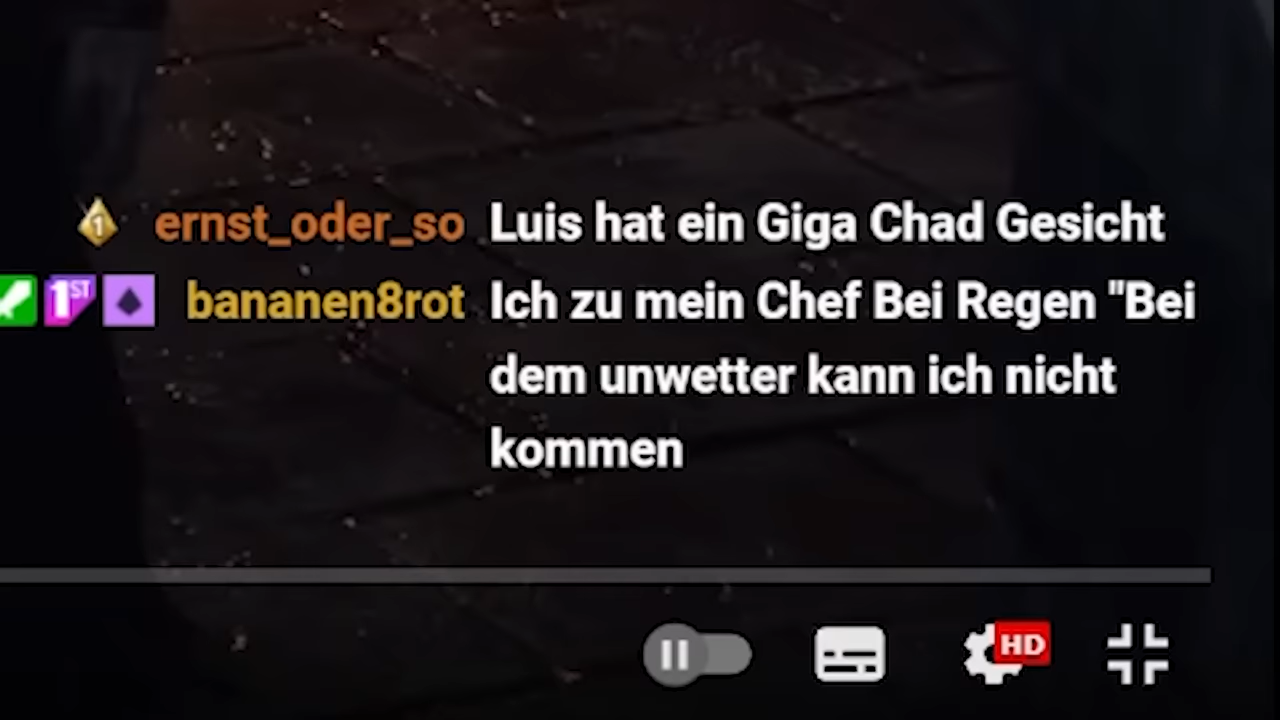 1 ernst_oder_so Luis hat ein Giga Chad Gesicht
1ST bananen8rot Ich zu mein Chef Bei Regen "Bei
dem unwetter kann ich nicht
kommen
HD